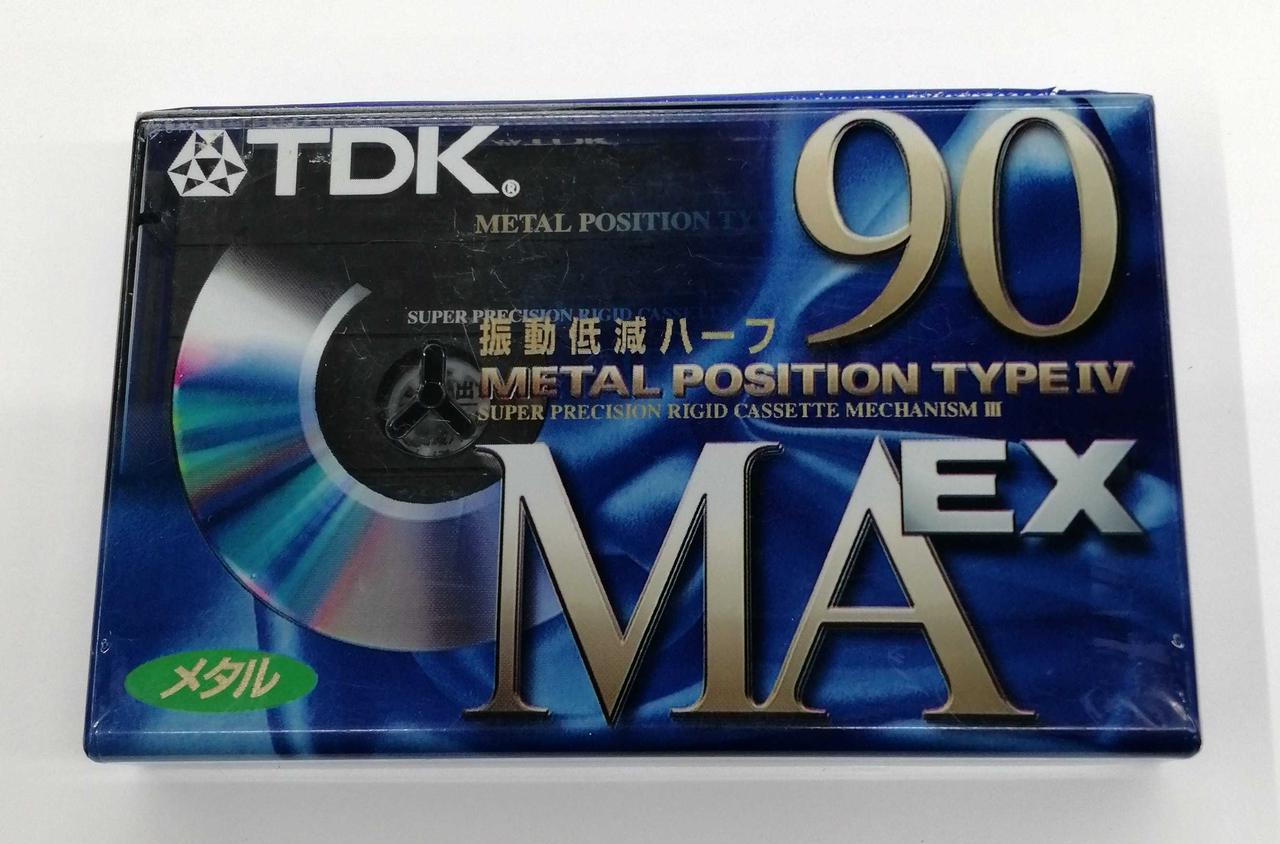 TDK®
90
METAL POSITION TY
SUPER PRECISION RIGID CASSETTE
振動低減ハーフ
METAL POSITION TYPE IV
SUPER PRECISION RIGID CASSETTE MECHANISM III
MA EX
メタル